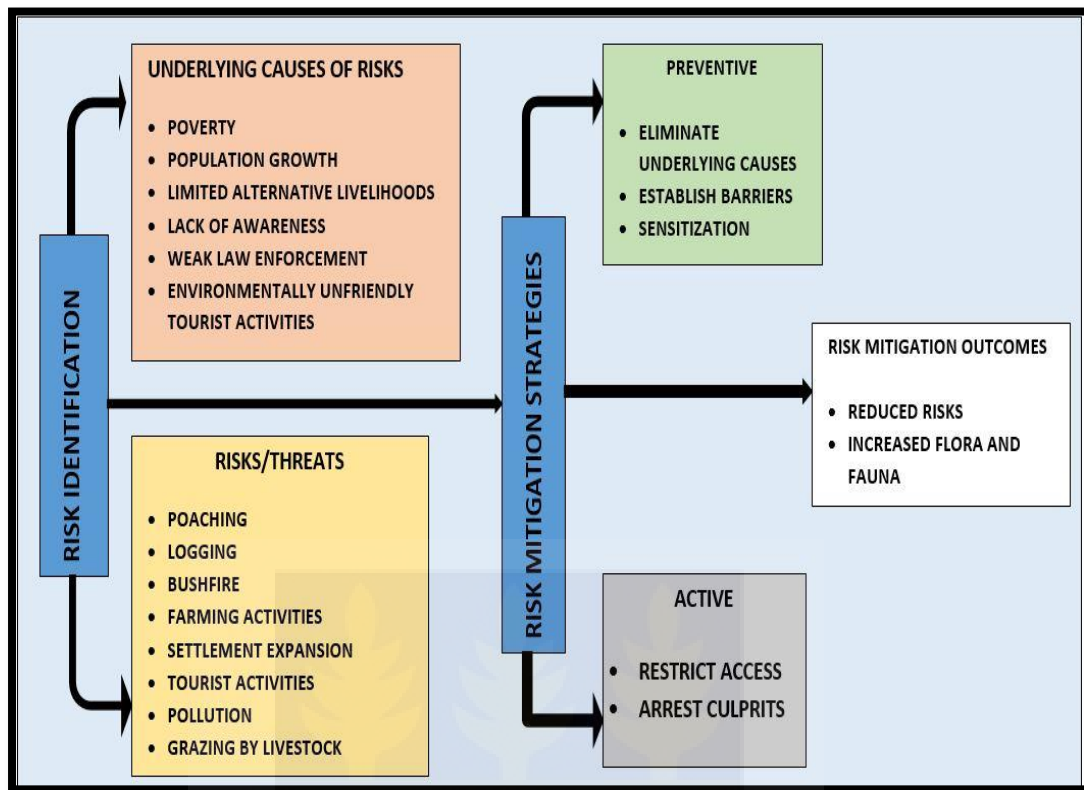 RISK IDENTIFICATION
UNDERLYING CAUSES OF RISKS
• POVERTY
• POPULATION GROWTH
• LIMITED ALTERNATIVE LIVELIHOODS
• LACK OF AWARENESS
• WEAK LAW ENFORCEMENT
• ENVIRONMENTALLY UNFRIENDLY
TOURIST ACTIVITIES
RISKS/THREATS
• POACHING
• LOGGING
• BUSHFIRE
• FARMING ACTIVITIES
• SETTLEMENT EXPANSION
• TOURIST ACTIVITIES
• POLLUTION
• GRAZING BY LIVESTOCK
RISK MITIGATION STRATEGIES
PREVENTIVE
• ELIMINATE
UNDERLYING CAUSES
• ESTABLISH BARRIERS
• SENSITIZATION
ACTIVE
• RESTRICT ACCESS
• ARREST CULPRITS
RISK MITIGATION OUTCOMES
• REDUCED RISKS
• INCREASED FLORA AND
FAUNA